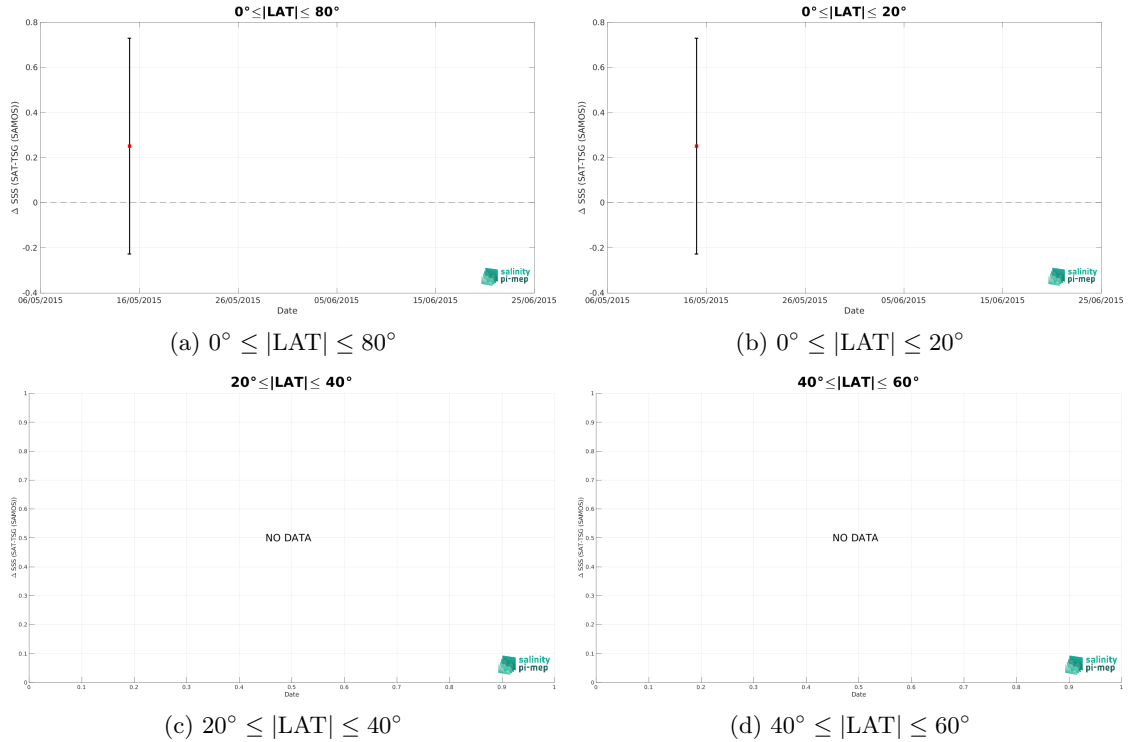 0°≤|LAT|≤ 80°
Δ SSS (SAT-TSG (SAMOS))
0.8
0.6
0.4
0.2
0
-0.2
-0.4
06/05/2015 16/05/2015 26/05/2015 05/06/2015 15/06/2015 25/06/2015
Date
salinity
pi-mep
(a) 0° ≤ |LAT| ≤ 80°
0°≤|LAT|≤ 20°
Δ SSS (SAT-TSG (SAMOS))
0.8
0.6
0.4
0.2
0
-0.2
-0.4
06/05/2015 16/05/2015 26/05/2015 05/06/2015 15/06/2015 25/06/2015
Date
salinity
pi-mep
(b) 0° ≤ |LAT| ≤ 20°
20°≤|LAT|≤ 40°
Δ SSS (SAT-TSG (SAMOS))
1
0.9
0.8
0.7
0.6
0.5
0.4
0.3
0.2
0.1
0
NO DATA
0 0.1 0.2 0.3 0.4 0.5 0.6 0.7 0.8 0.9 1
Date
salinity
pi-mep
(c) 20° ≤ |LAT| ≤ 40°
40°≤|LAT|≤ 60°
Δ SSS (SAT-TSG (SAMOS))
1
0.9
0.8
0.7
0.6
0.5
0.4
0.3
0.2
0.1
0
NO DATA
0 0.1 0.2 0.3 0.4 0.5 0.6 0.7 0.8 0.9 1
Date
salinity
pi-mep
(d) 40° ≤ |LAT| ≤ 60°